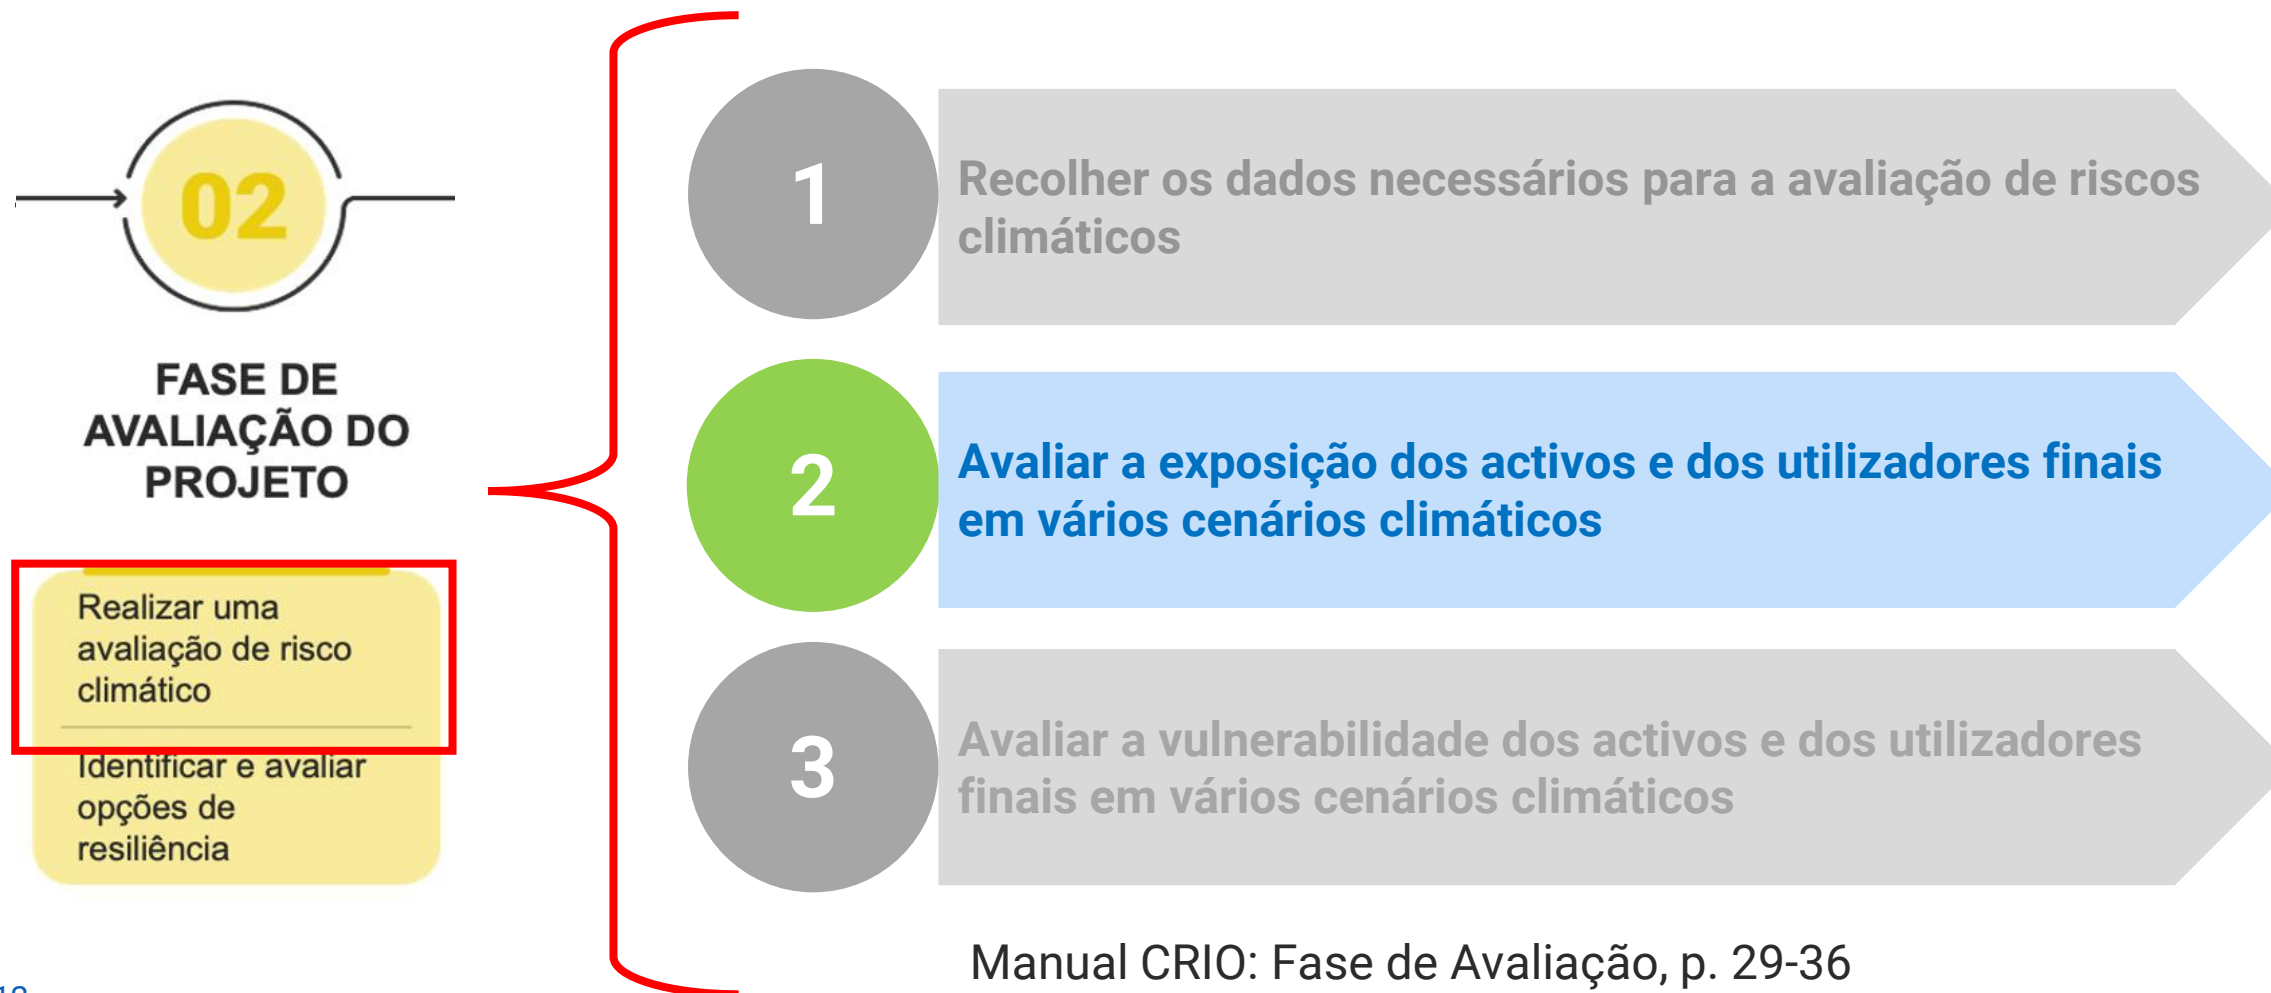 02
FASE DE
AVALIAÇÃO DO
PROJETO
Realizar uma
avaliação de risco
climático
Identificar e avaliar
opções de
resiliência
1
Recolher os dados necessários para a avaliação de riscos
climáticos
2
Avaliar a exposição dos activos e dos utilizadores finais
em vários cenários climáticos
3
Avaliar a vulnerabilidade dos activos e dos utilizadores
finais em vários cenários climáticos
Manual CRIO: Fase de Avaliação, p. 29-36